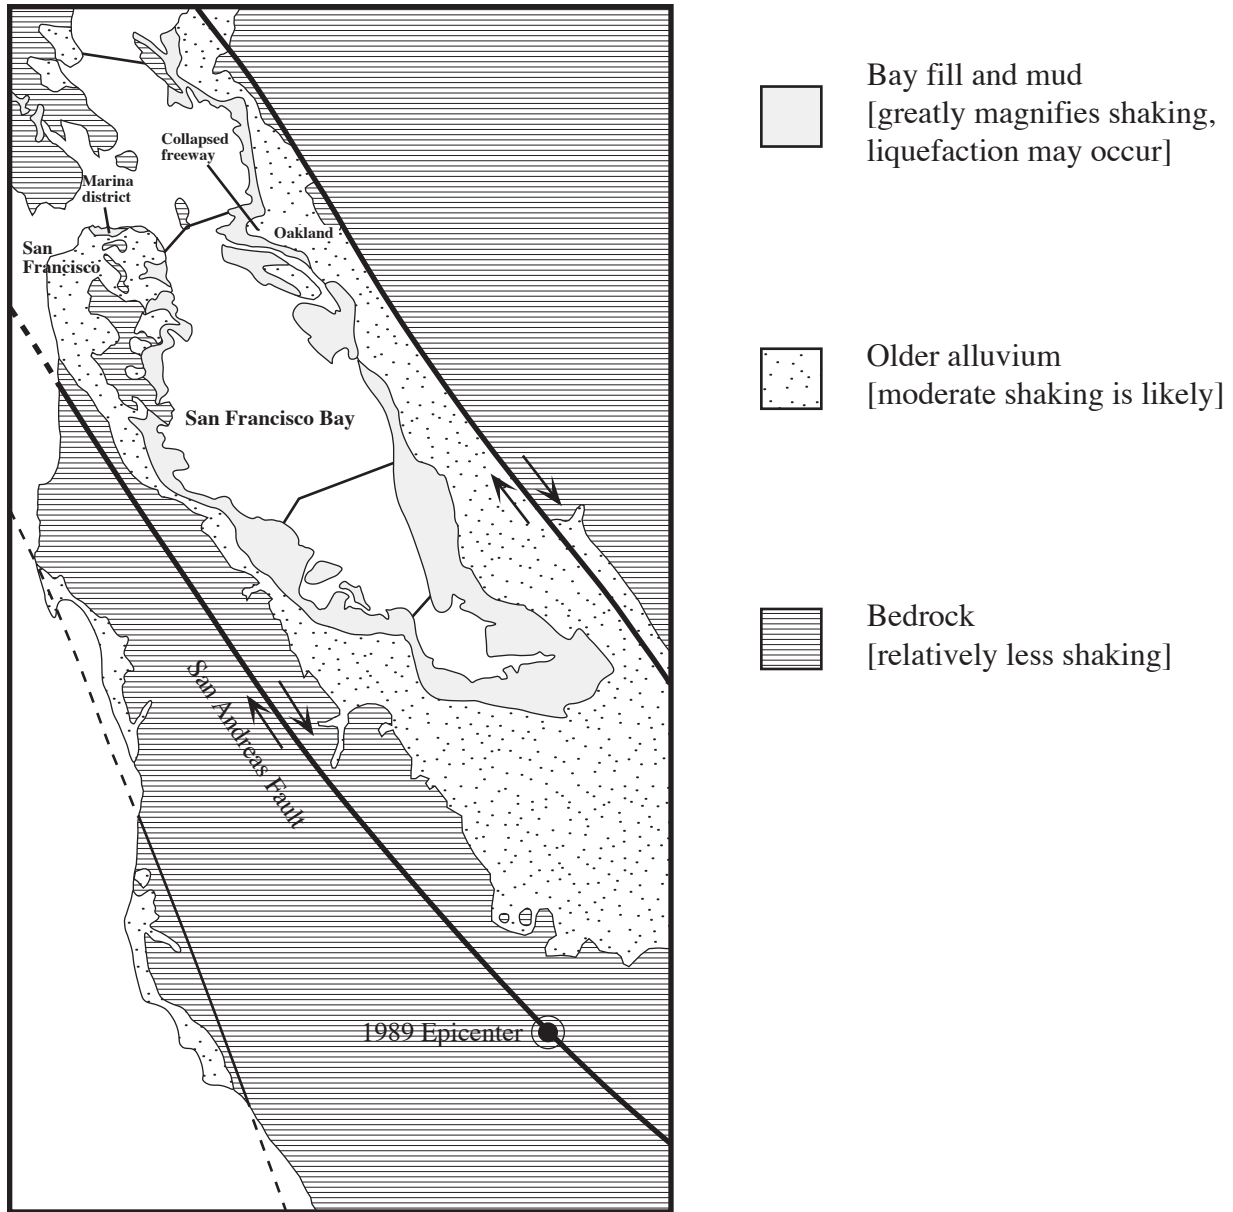 Collapsed
freeway
Marina
district
San
Francisco
Oakland
San Francisco Bay
San Andreas Fault
1989 Epicenter
Bay fill and mud
[greatly magnifies shaking,
liquefaction may occur]
Older alluvium
[moderate shaking is likely]
Bedrock
[relatively less shaking]